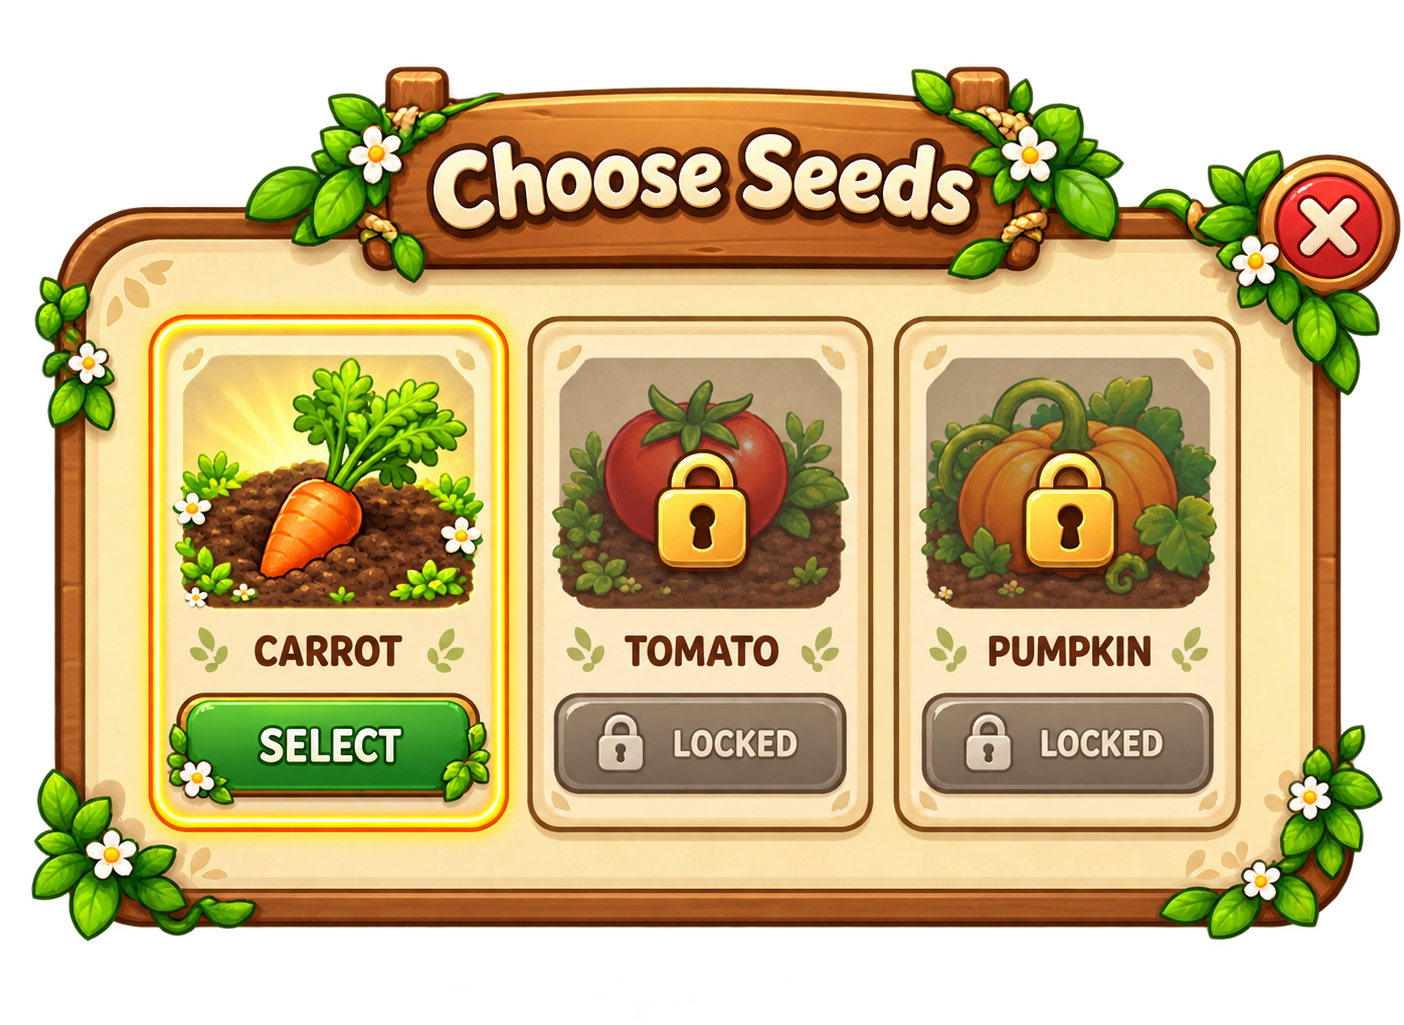 Choose Seeds
CARROT
TOMATO
PUMPKIN
SELECT
LOCKED
LOCKED